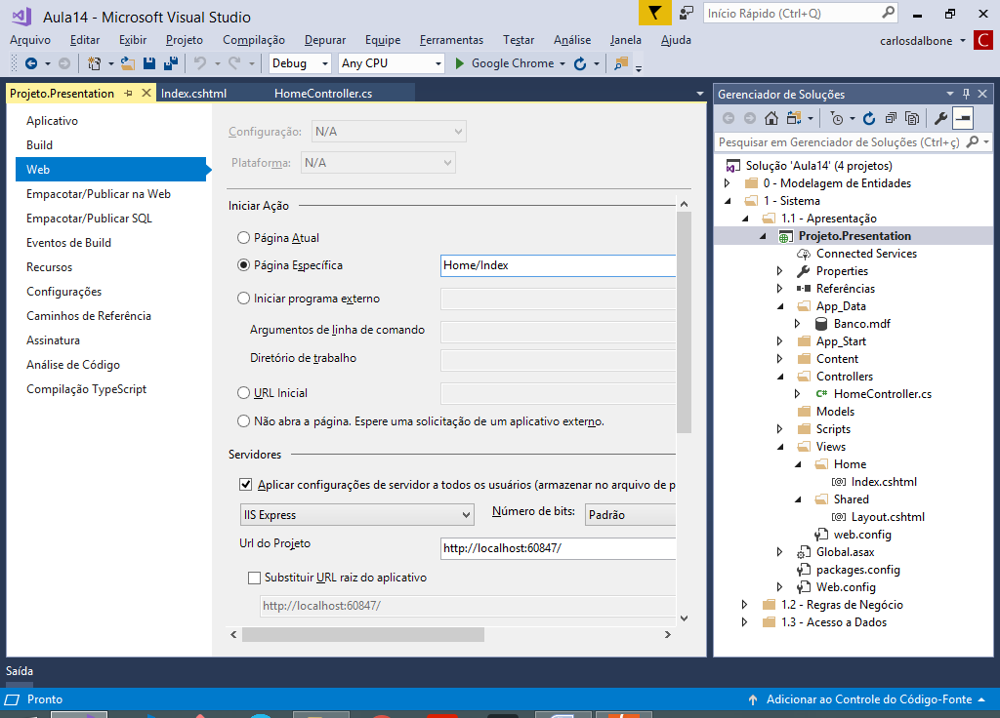 Aula14 - Microsoft Visual Studio
Início Rápido (Ctrl+Q)
Arquivo Editar Exibir Projeto Compilação Depurar Equipe Ferramentas Testar Análise Janela Ajuda carlosdalbone C
Debug Any CPU Google Chrome
Projeto.Presentation Index.cshtml HomeController.cs
Aplicativo
Build
Web
Empacotar/Publicar na Web
Empacotar/Publicar SQL
Eventos de Build
Recursos
Configurações
Caminhos de Referência
Assinatura
Análise de Código
Compilação TypeScript
Configuração: N/A
Plataforma: N/A
Iniciar Ação
Página Atual
Página Específica Home/Index
Iniciar programa externo
Argumentos de linha de comando
Diretório de trabalho
URL Inicial
Não abra a página. Espere uma solicitação de um aplicativo externo.
Servidores
Aplicar configurações de servidor a todos os usuários (armazenar no arquivo de p
IIS Express Número de bits: Padrão
Url do Projeto http://localhost:60847/
Substituir URL raiz do aplicativo
http://localhost:60847/
Gerenciador de Soluções
Pesquisar em Gerenciador de Soluções (Ctrl+ç)
Solução 'Aula14' (4 projetos)
0 - Modelagem de Entidades
1 - Sistema
1.1 - Apresentação
Projeto.Presentation
Connected Services
Properties
Referências
App_Data
Banco.mdf
App_Start
Content
Controllers
C# HomeController.cs
Models
Scripts
Views
Home
[@] Index.cshtml
Shared
[@] Layout.cshtml
web.config
Global.asax
packages.config
Web.config
1.2 - Regras de Negócio
1.3 - Acesso a Dados
Saída
Pronto
Adicionar ao Controle do Código-Fonte